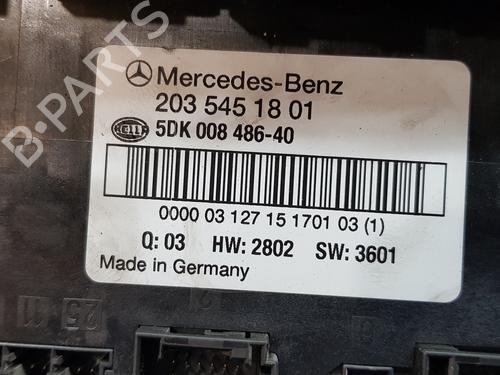 B-PARTS
Mercedes-Benz
203 545 18 01
HELLA 5DK 008 486-40
0000 03 127 15 1701 03 (1)
Q: 03 HW: 2802 SW: 3601
Made in Germany